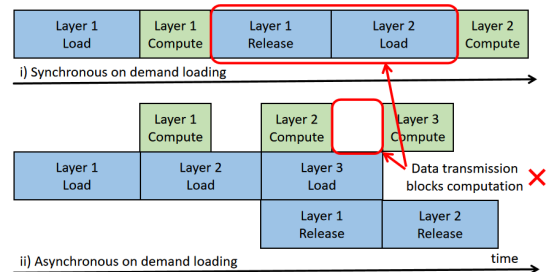 Layer 1
Load
Layer 1
Compute
Layer 1
Release
Layer 2
Load
Layer 2
Compute
i) Synchronous on demand loading
Layer 1
Compute
Layer 2
Compute
Layer 3
Compute
Layer 1
Load
Layer 2
Load
Layer 3
Load
Data transmission
blocks computation
Layer 1
Release
Layer 2
Release
ii) Asynchronous on demand loading
time